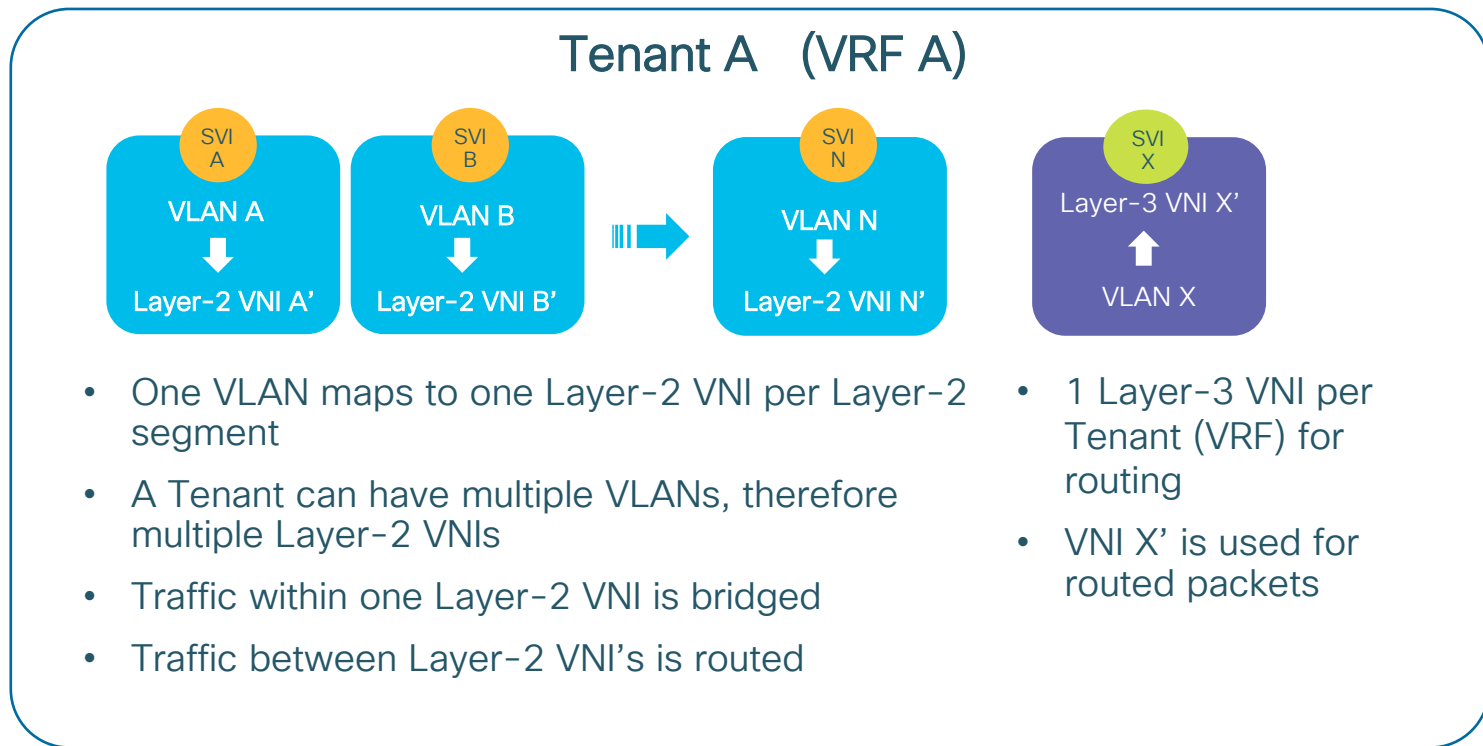 Tenant A (VRF A)
SVI
A
VLAN A
Layer-2 VNI A’
SVI
B
VLAN B
Layer-2 VNI B’
SVI
N
VLAN N
Layer-2 VNI N’
SVI
X
Layer-3 VNI X’
VLAN X
• One VLAN maps to one Layer-2 VNI per Layer-2
segment
• A Tenant can have multiple VLANs, therefore
multiple Layer-2 VNIs
• Traffic within one Layer-2 VNI is bridged
• Traffic between Layer-2 VNI’s is routed
• 1 Layer-3 VNI per
Tenant (VRF) for
routing
• VNI X’ is used for
routed packets